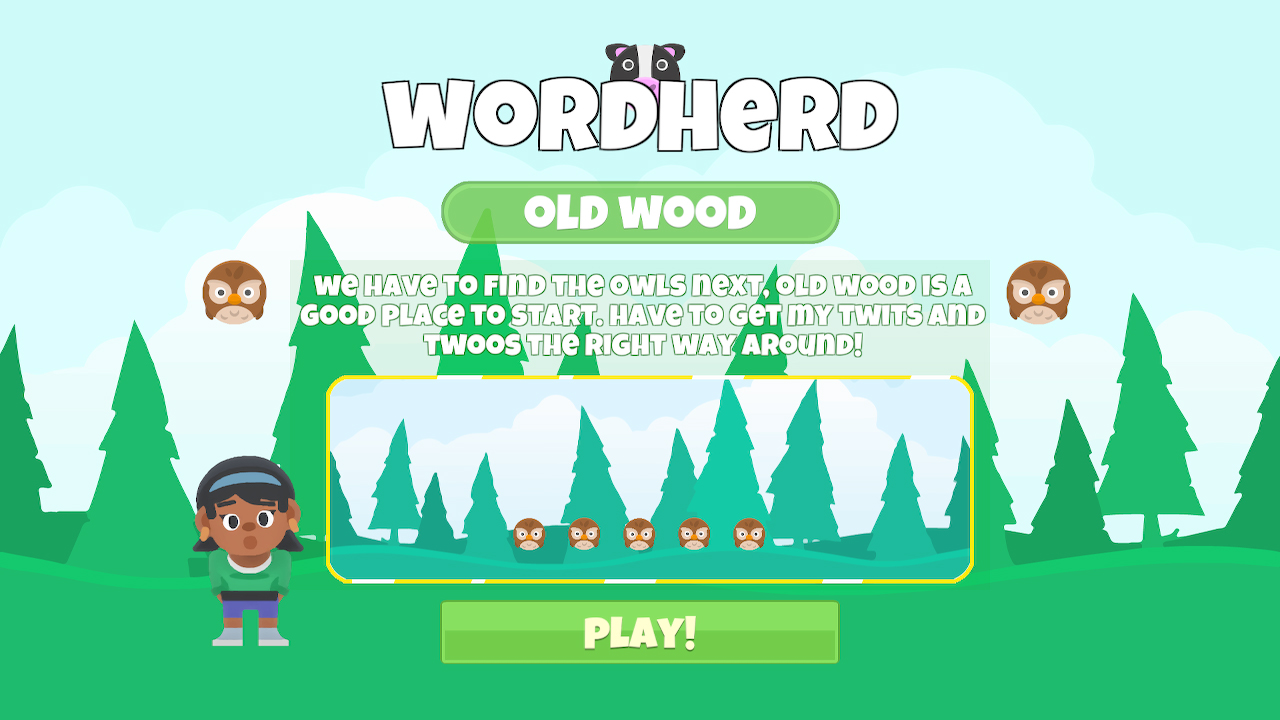 WORDHERD
OLD WOOD
WE HAVE TO FIND THE OWLS NEXT, OLD WOOD IS A
GOOD PLACE TO START. HAVE TO GET MY TWITS AND
TWOOS THE RIGHT WAY AROUND!
PLAY!